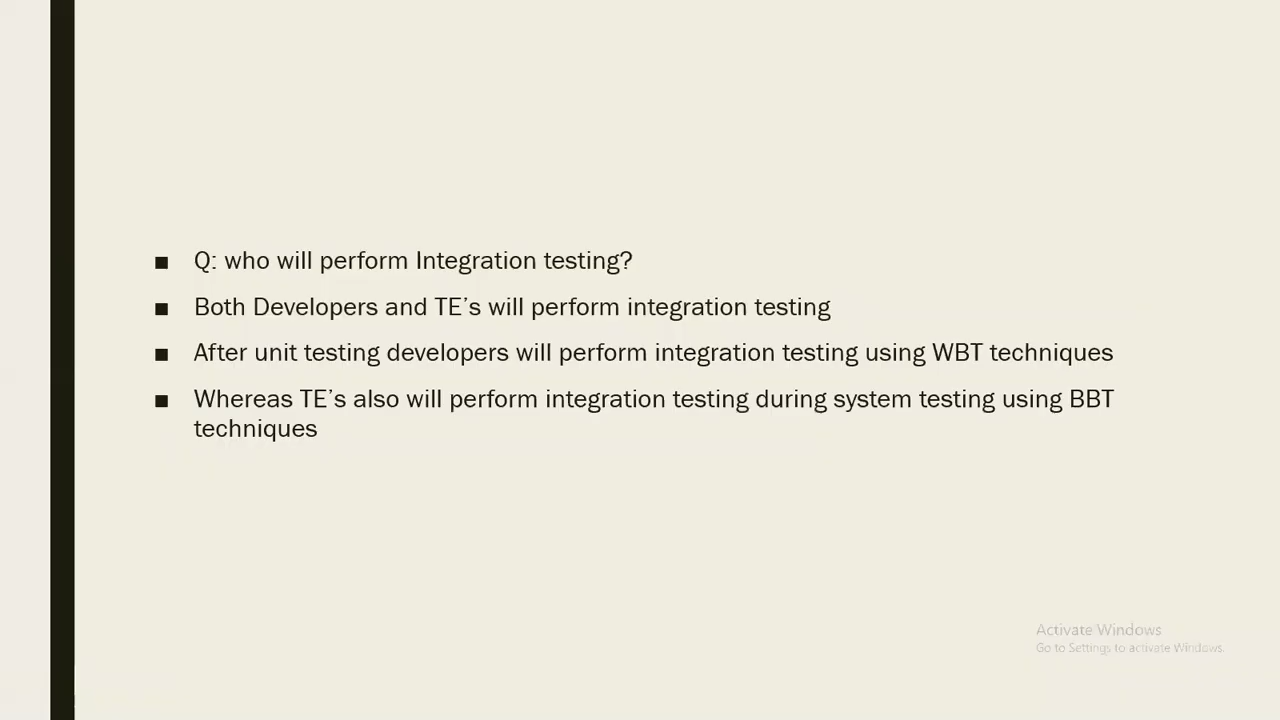 ■ Q: who will perform Integration testing?
■ Both Developers and TE’s will perform integration testing
■ After unit testing developers will perform integration testing using WBT techniques
■ Whereas TE’s also will perform integration testing during system testing using BBT
techniques
Activate Windows
Go to Settings to activate Windows.